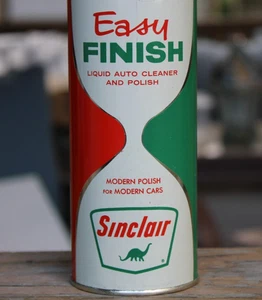 Easy
FINISH
LIQUID AUTO CLEANER
AND POLISH
MODERN POLISH
FOR MODERN CARS
Sinclair
®